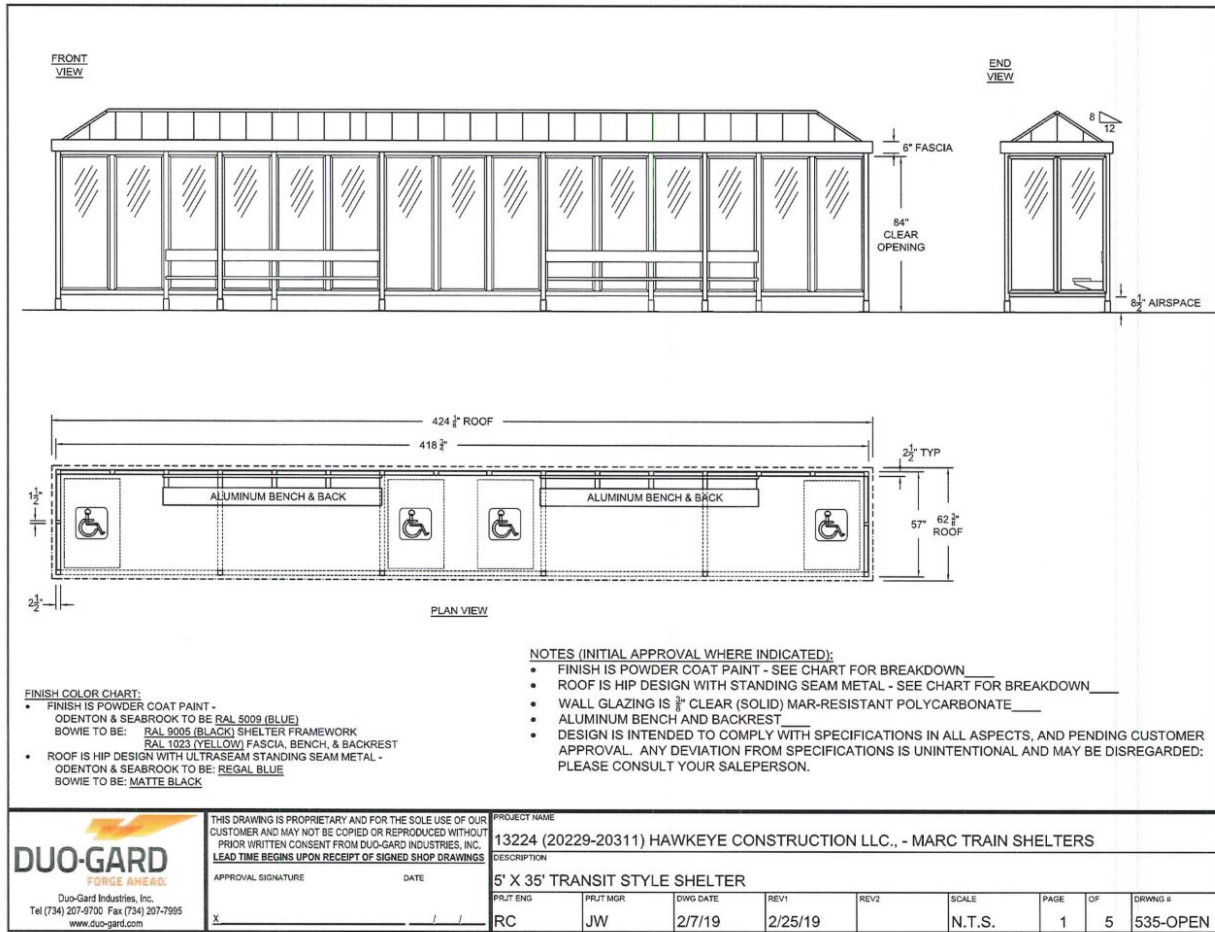 FRONT
VIEW
END
VIEW
8
12
6" FASCIA
84"
CLEAR
OPENING
8 1/2" AIRSPACE
424 1/8" ROOF
418 3/4"
2 1/2" TYP
1 1/2"
ALUMINUM BENCH & BACK
ALUMINUM BENCH & BACK
57"
62 3/8"
ROOF
2 1/2"
PLAN VIEW
NOTES (INITIAL APPROVAL WHERE INDICATED):
• FINISH IS POWDER COAT PAINT - SEE CHART FOR BREAKDOWN____
• ROOF IS HIP DESIGN WITH STANDING SEAM METAL - SEE CHART FOR BREAKDOWN____
• WALL GLAZING IS 3/8" CLEAR (SOLID) MAR-RESISTANT POLYCARBONATE____
• ALUMINUM BENCH AND BACKREST____
• DESIGN IS INTENDED TO COMPLY WITH SPECIFICATIONS IN ALL ASPECTS, AND PENDING CUSTOMER
APPROVAL. ANY DEVIATION FROM SPECIFICATIONS IS UNINTENTIONAL AND MAY BE DISREGARDED:
PLEASE CONSULT YOUR SALEPERSON.
FINISH COLOR CHART:
• FINISH IS POWDER COAT PAINT -
ODENTON & SEABROOK TO BE RAL 5009 (BLUE)
BOWIE TO BE: RAL 9005 (BLACK) SHELTER FRAMEWORK
RAL 1023 (YELLOW) FASCIA, BENCH, & BACKREST
• ROOF IS HIP DESIGN WITH ULTRASEAM STANDING SEAM METAL -
ODENTON & SEABROOK TO BE: REGAL BLUE
BOWIE TO BE: MATTE BLACK
DUO-GARD
FORGE AHEAD.
Duo-Gard Industries, Inc.
Tel (734) 207-9700 Fax (734) 207-7995
www.duo-gard.com
THIS DRAWING IS PROPRIETARY AND FOR THE SOLE USE OF OUR
CUSTOMER AND MAY NOT BE COPIED OR REPRODUCED WITHOUT
PRIOR WRITTEN CONSENT FROM DUO-GARD INDUSTRIES, INC.
LEAD TIME BEGINS UPON RECEIPT OF SIGNED SHOP DRAWINGS
APPROVAL SIGNATURE DATE
X____ __/__/__
PROJECT NAME
13224 (20229-20311) HAWKEYE CONSTRUCTION LLC., - MARC TRAIN SHELTERS
DESCRIPTION
5' X 35' TRANSIT STYLE SHELTER
PRJT ENG PRJT MGR DWG DATE REV1 REV2 SCALE PAGE OF DRWNG #
RC JW 2/7/19 2/25/19 N.T.S. 1 5 535-OPEN